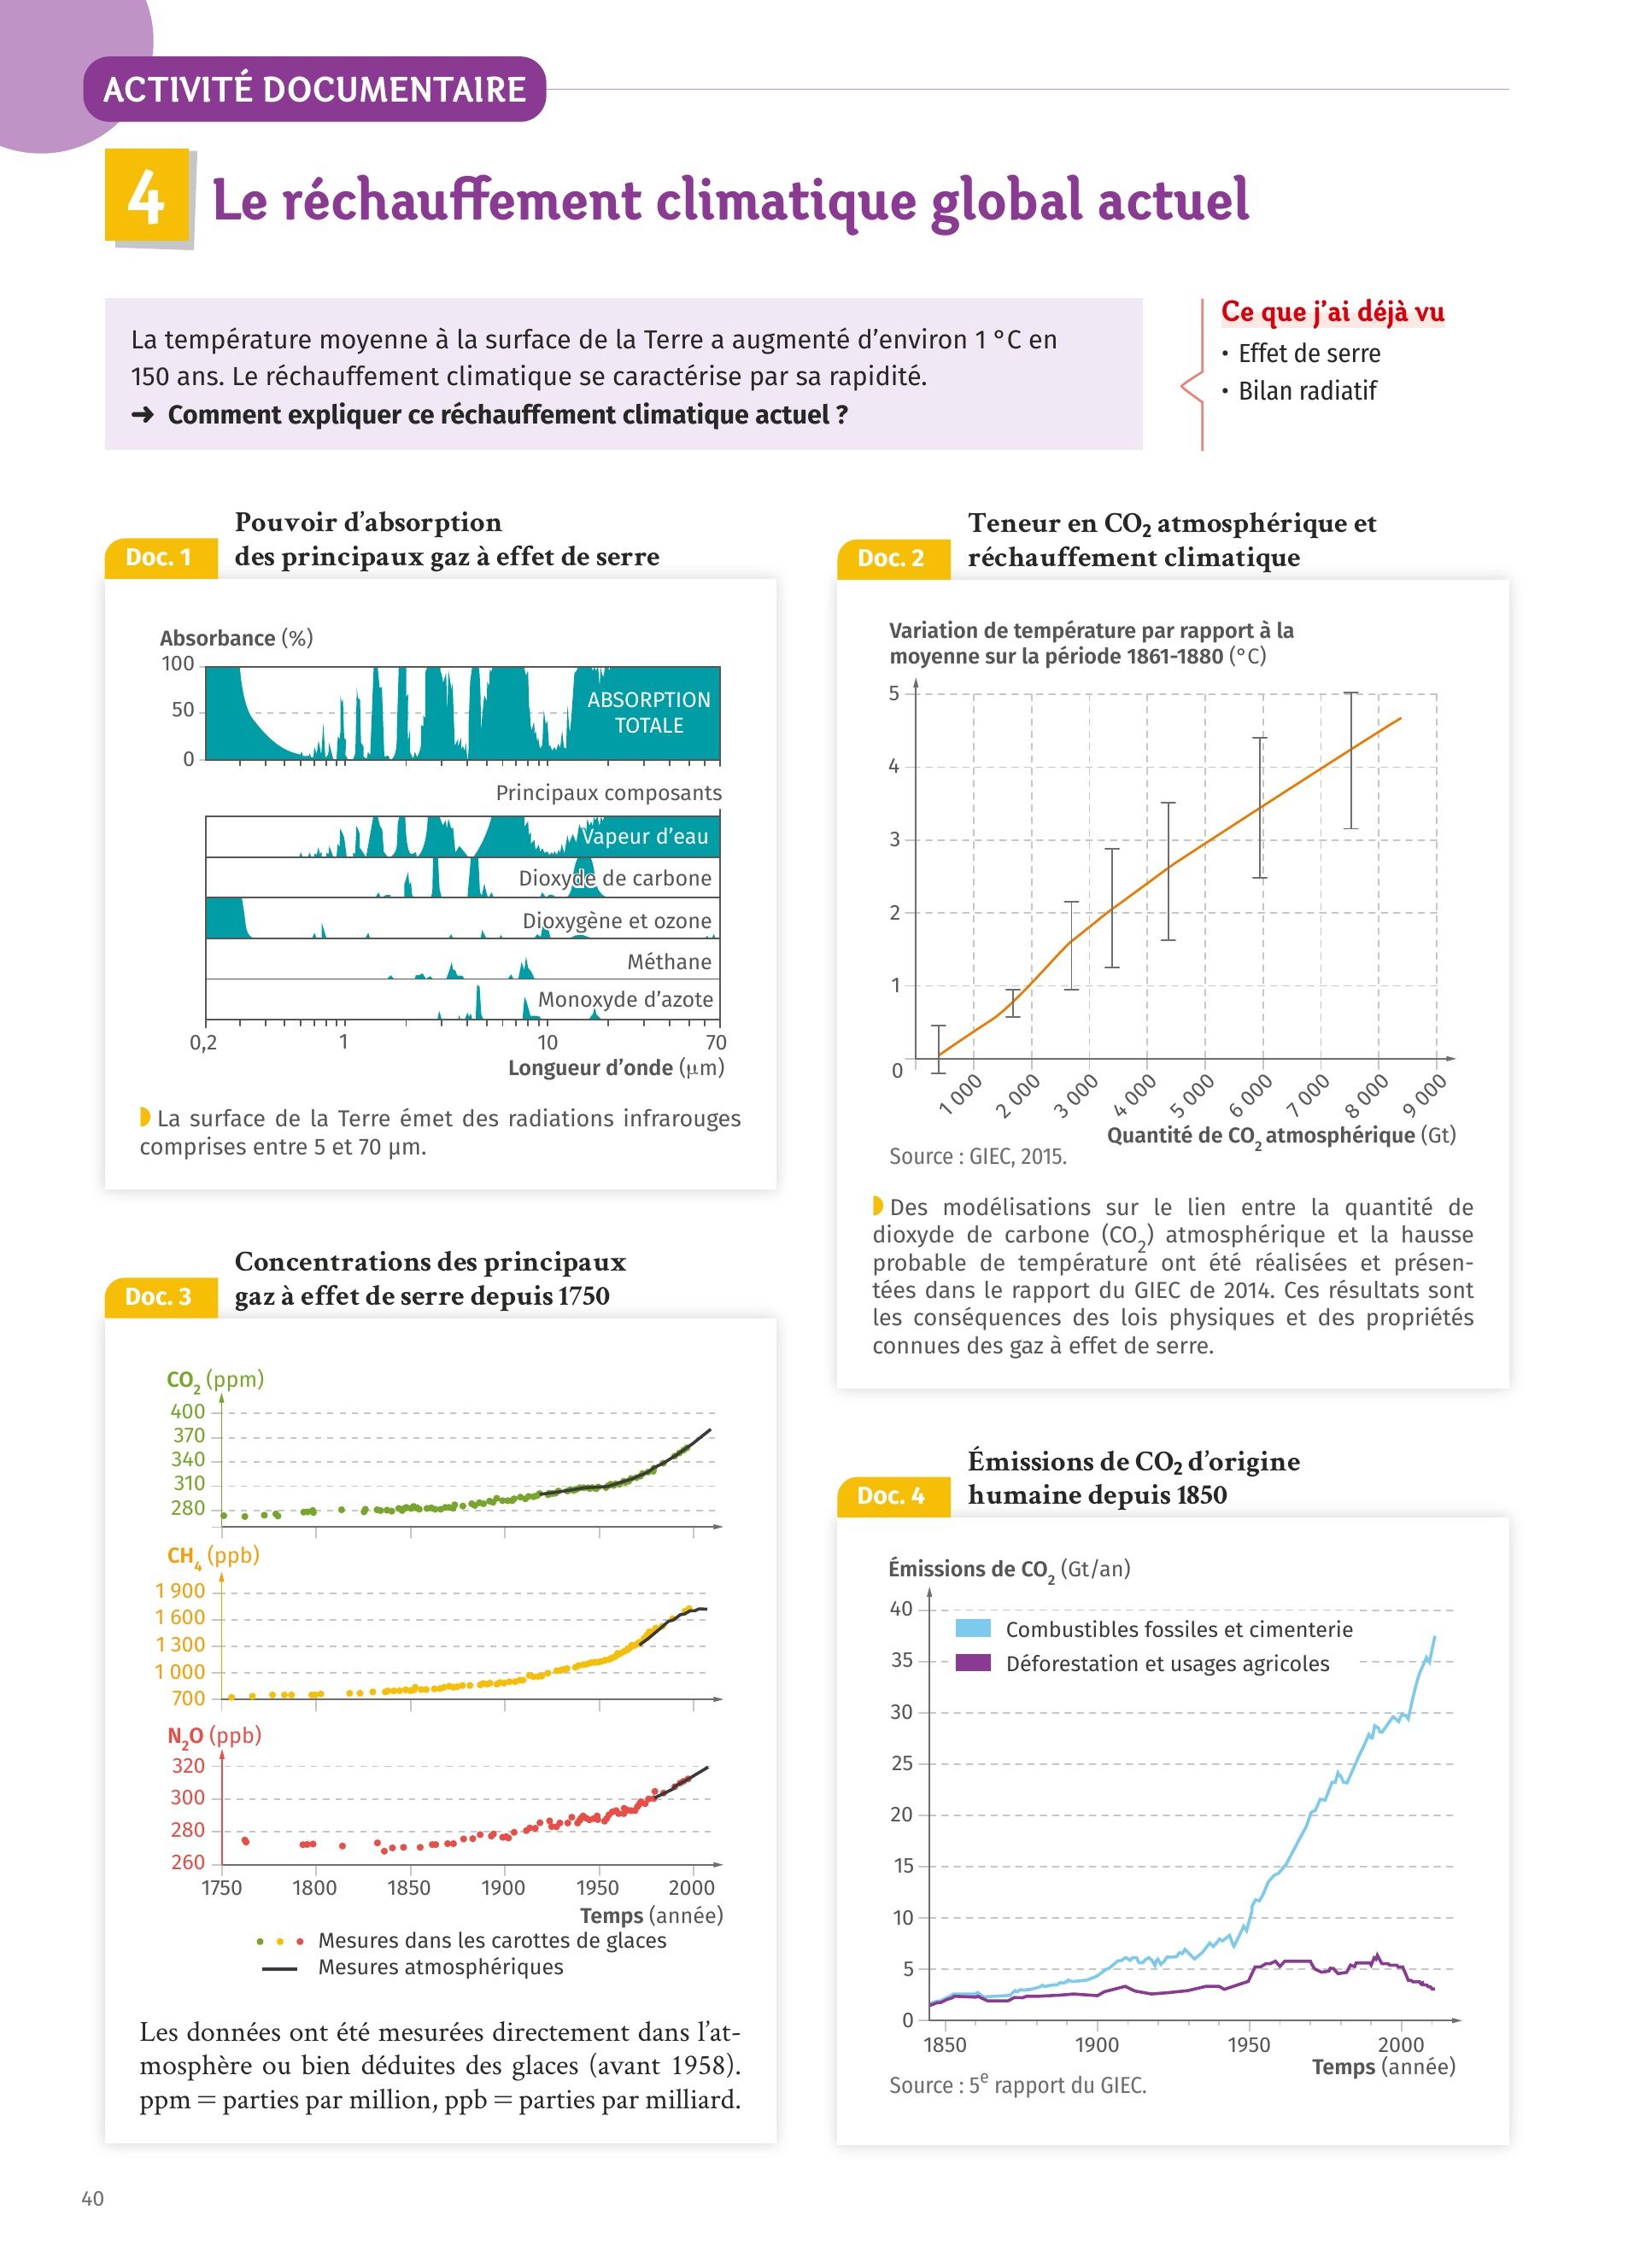 ACTIVITÉ DOCUMENTAIRE
4 Le réchauffement climatique global actuel
La température moyenne à la surface de la Terre a augmenté d’environ 1 °C en
150 ans. Le réchauffement climatique se caractérise par sa rapidité.
➜ Comment expliquer ce réchauffement climatique actuel ?
Ce que j’ai déjà vu
• Effet de serre
• Bilan radiatif
Doc. 1
Pouvoir d’absorption
des principaux gaz à effet de serre
Absorbance (%)
100
50
0
ABSORPTION
TOTALE
Principaux composants
Vapeur d’eau
Dioxyde de carbone
Dioxygène et ozone
Méthane
Monoxyde d’azote
0,2 1 10 70
Longueur d’onde (µm)
La surface de la Terre émet des radiations infrarouges
comprises entre 5 et 70 µm.
Doc. 2
Teneur en CO₂ atmosphérique et
réchauffement climatique
Variation de température par rapport à la
moyenne sur la période 1861-1880 (°C)
5
4
3
2
1
0
1 000 2 000 3 000 4 000 5 000 6 000 7 000 8 000 9 000
Quantité de CO₂ atmosphérique (Gt)
Source : GIEC, 2015.
Des modélisations sur le lien entre la quantité de
dioxyde de carbone (CO₂) atmosphérique et la hausse
probable de température ont été réalisées et présen-
tées dans le rapport du GIEC de 2014. Ces résultats sont
les conséquences des lois physiques et des propriétés
connues des gaz à effet de serre.
Doc. 3
Concentrations des principaux
gaz à effet de serre depuis 1750
CO₂ (ppm)
400
370
340
310
280
CH₄ (ppb)
1 900
1 600
1 300
1 000
700
N₂O (ppb)
320
300
280
260
1750 1800 1850 1900 1950 2000
Temps (année)
Mesures dans les carottes de glaces
Mesures atmosphériques
Les données ont été mesurées directement dans l’at-
mosphère ou bien déduites des glaces (avant 1958).
ppm = parties par million, ppb = parties par milliard.
Doc. 4
Émissions de CO₂ d’origine
humaine depuis 1850
Émissions de CO₂ (Gt/an)
40
35
30
25
20
15
10
5
0
Combustibles fossiles et cimenterie
Déforestation et usages agricoles
1850 1900 1950 2000
Temps (année)
Source : 5ᵉ rapport du GIEC.
40